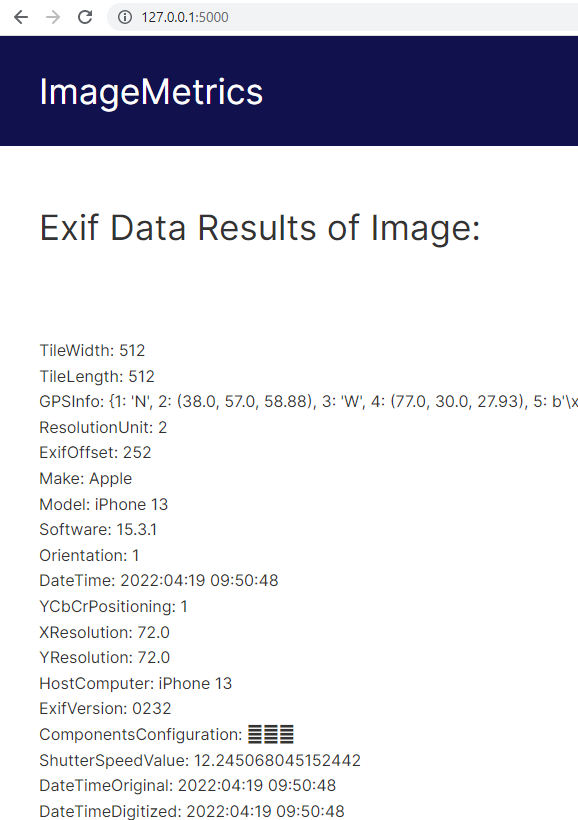 127.0.0.1:5000
ImageMetrics
Exif Data Results of Image:
TileWidth: 512
TileLength: 512
GPSInfo: {1: 'N', 2: (38.0, 57.0, 58.88), 3: 'W', 4: (77.0, 30.0, 27.93), 5: b'\x
ResolutionUnit: 2
ExifOffset: 252
Make: Apple
Model: iPhone 13
Software: 15.3.1
Orientation: 1
DateTime: 2022:04:19 09:50:48
YCbCrPositioning: 1
XResolution: 72.0
YResolution: 72.0
HostComputer: iPhone 13
ExifVersion: 0232
ComponentsConfiguration:
ShutterSpeedValue: 12.245068045152442
DateTimeOriginal: 2022:04:19 09:50:48
DateTimeDigitized: 2022:04:19 09:50:48